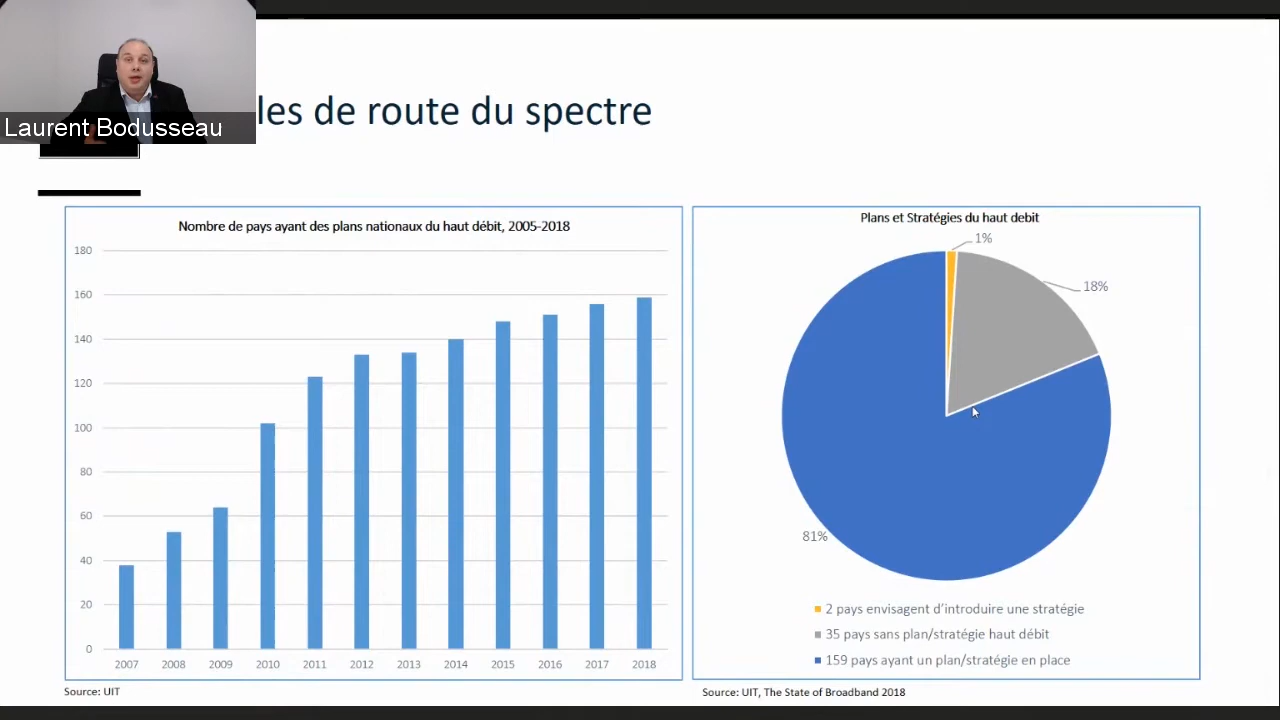 Laurent Bodusseau
les de route du spectre
Nombre de pays ayant des plans nationaux du haut débit, 2005-2018
180
160
140
120
100
80
60
40
20
0
2007 2008 2009 2010 2011 2012 2013 2014 2015 2016 2017 2018
Source: UIT
Plans et Stratégies du haut debit
1%
18%
81%
2 pays envisagent d'introduire une stratégie
35 pays sans plan/stratégie haut débit
159 pays ayant un plan/stratégie en place
Source: UIT, The State of Broadband 2018